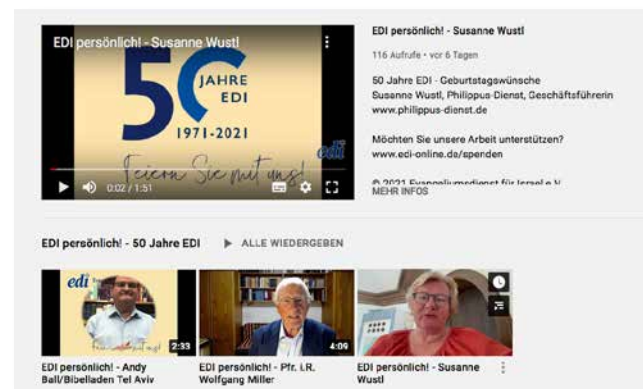 EDI persönlich! - Susanne Wustl
50 JAHRE
EDI
1971-2021
Feiern Sie mit uns!
edi
0:02 / 1:51
EDI persönlich! - Susanne Wustl
116 Aufrufe • vor 6 Tagen
50 Jahre EDI - Geburtstagswünsche
Susanne Wustl, Philippus-Dienst, Geschäftsführerin
www.philippus-dienst.de
Möchten Sie unsere Arbeit unterstützen?
www.edi-online.de/spenden
© 2021 Evangeliumsdienst für Israel e.V.
MEHR INFOS
EDI persönlich! - 50 Jahre EDI
ALLE WIEDERGEBEN
edi
2:33
4:09
EDI persönlich! - Andy
Ball/Bibelladen Tel Aviv
EDI persönlich! - Pfr. i.R.
Wolfgang Miller
EDI persönlich! - Susanne
Wustl